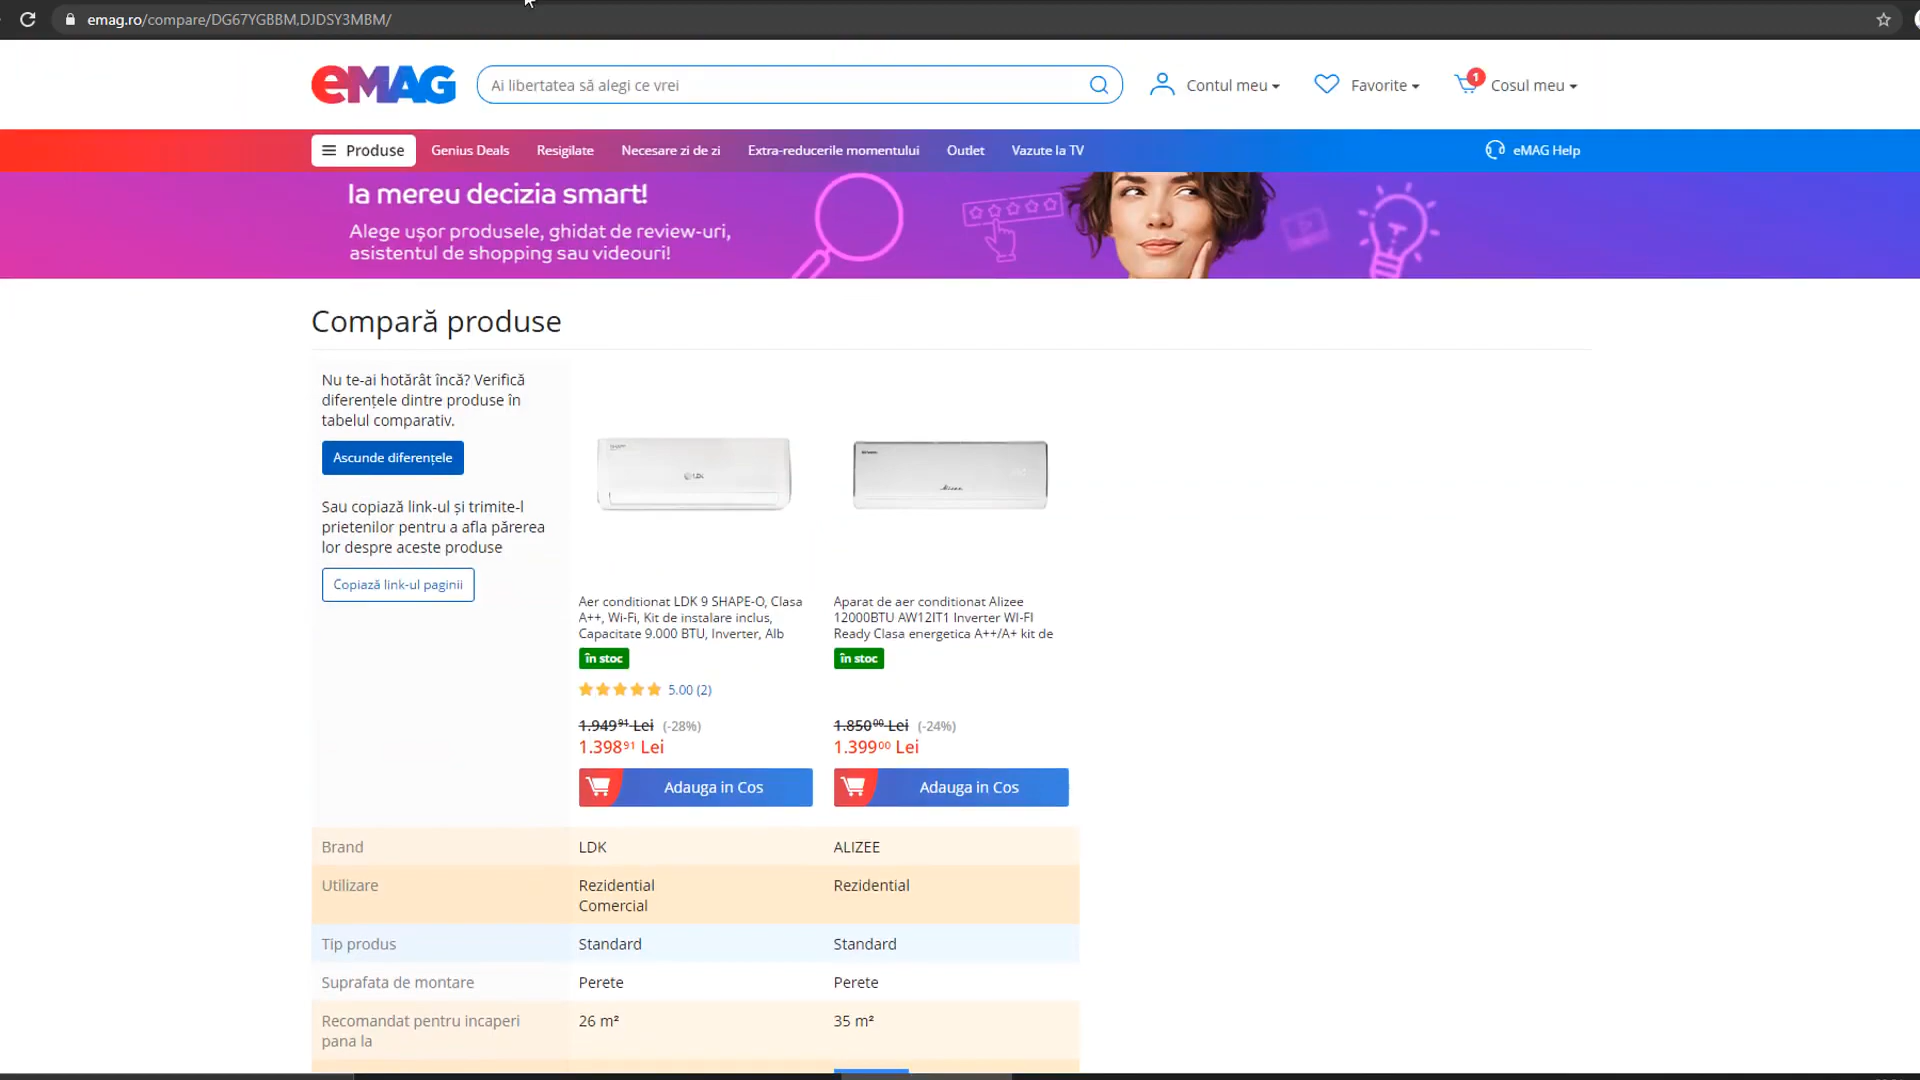 emag.ro/compare/DG67YGBBM,DJDSY3MBM/
eMAG
Ai libertatea să alegi ce vrei
Contul meu
Favorite
1
Cosul meu
Produse
Genius Deals
Resigilate
Necesare zi de zi
Extra-reducerile momentului
Outlet
Vazute la TV
eMAG Help
Ia mereu decizia smart!
Alege ușor produsele, ghidat de review-uri,
asistentul de shopping sau videouri!
Compară produse
Nu te-ai hotărât încă? Verifică
diferențele dintre produse în
tabelul comparativ.
Ascunde diferențele
Sau copiază link-ul și trimite-l
prietenilor pentru a afla părerea
lor despre aceste produse
Copiază link-ul paginii
LDK
Alizee
Aer conditionat LDK 9 SHAPE-O, Clasa
A++, Wi-Fi, Kit de instalare inclus,
Capacitate 9.000 BTU, Inverter, Alb
în stoc
5.00 (2)
1.949⁹¹ Lei (-28%)
1.398⁹¹ Lei
Adauga in Cos
Aparat de aer conditionat Alizee
12000BTU AW12IT1 Inverter WI-FI
Ready Clasa energetica A++/A+ kit de
în stoc
1.850⁰⁰ Lei (-24%)
1.399⁰⁰ Lei
Adauga in Cos
Brand LDK ALIZEE
Utilizare Rezidential Rezidential
Comercial
Tip produs Standard Standard
Suprafata de montare Perete Perete
Recomandat pentru incaperi 26 m² 35 m²
pana la